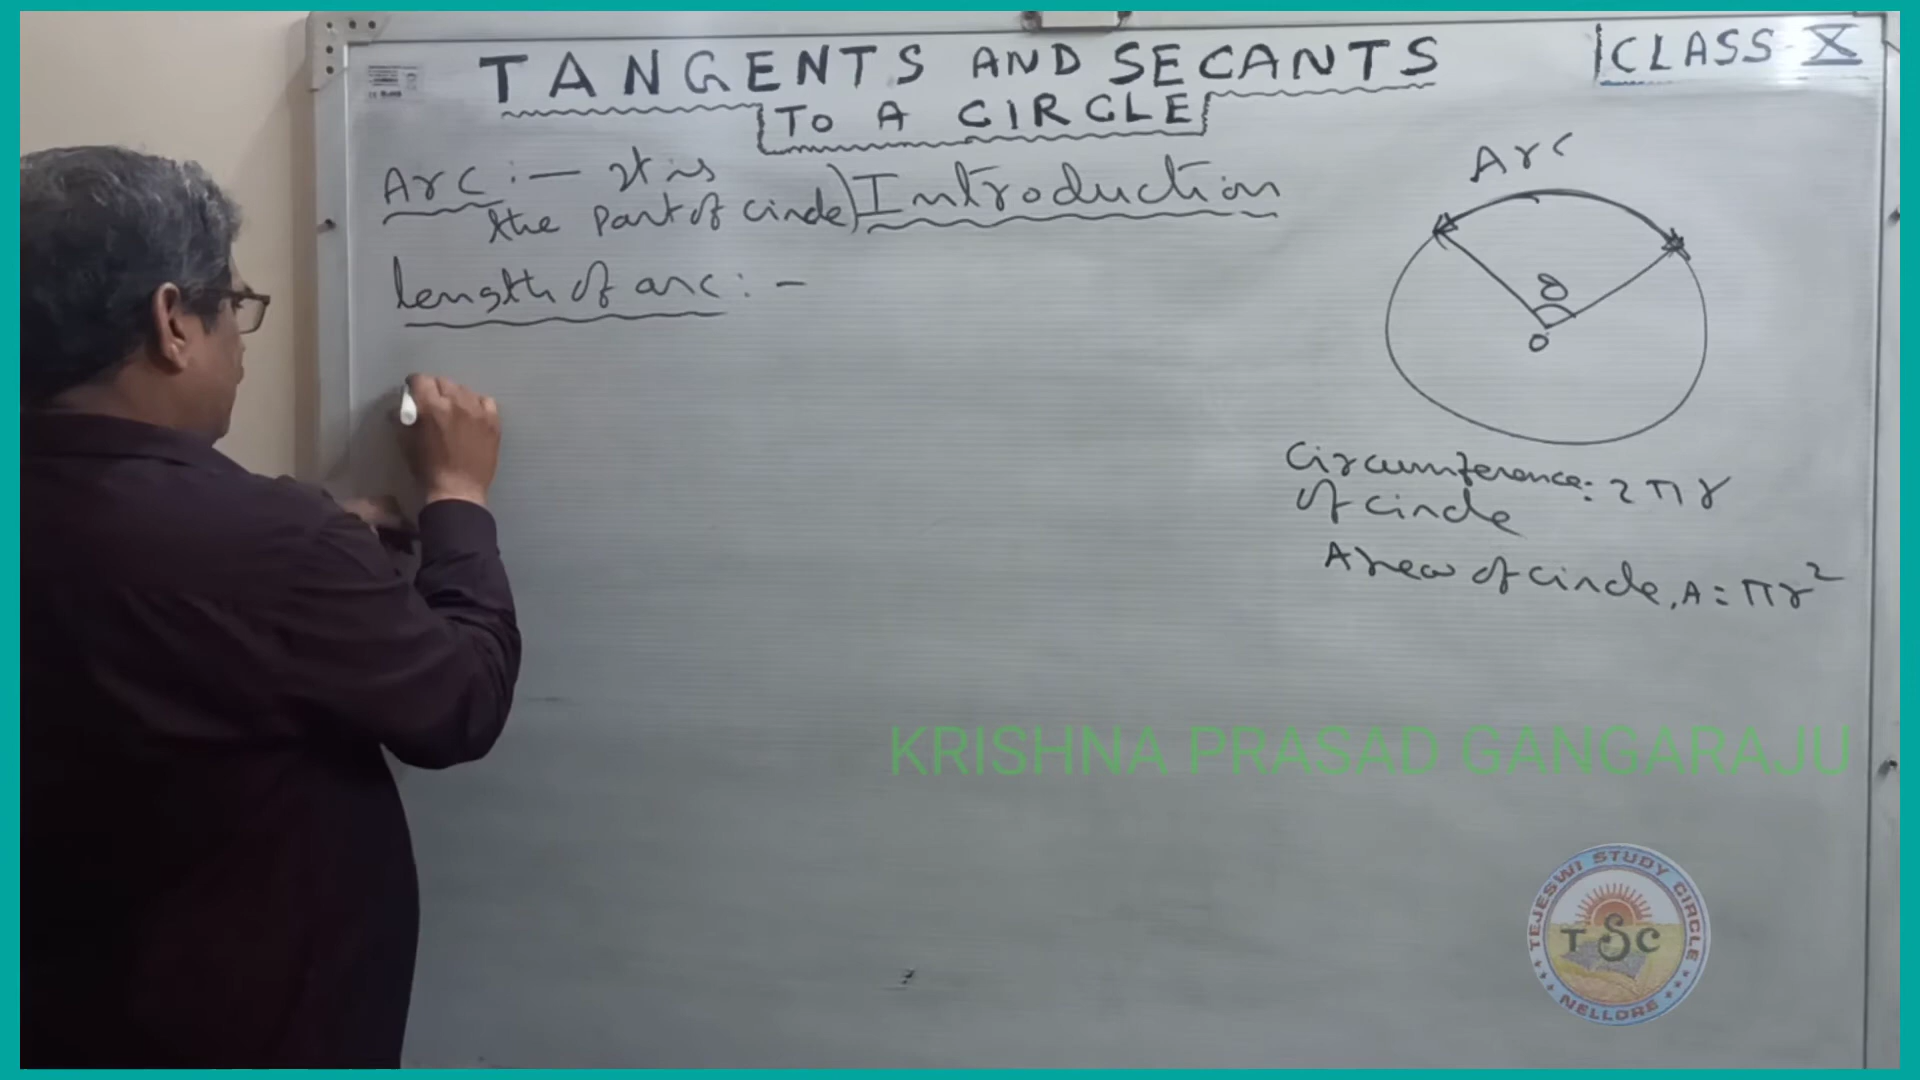 TANGENTS AND SECANTS
TO A CIRCLE
CLASS X
Arc :- It is
the part of circle
Introduction
length of arc : -
Arc
θ
O
Circumference: 2πr
of circle
Area of circle, A = πr²
KRISHNA PRASAD GANGARAJU
TEJESWI STUDY CIRCLE
TSC
NELLORE